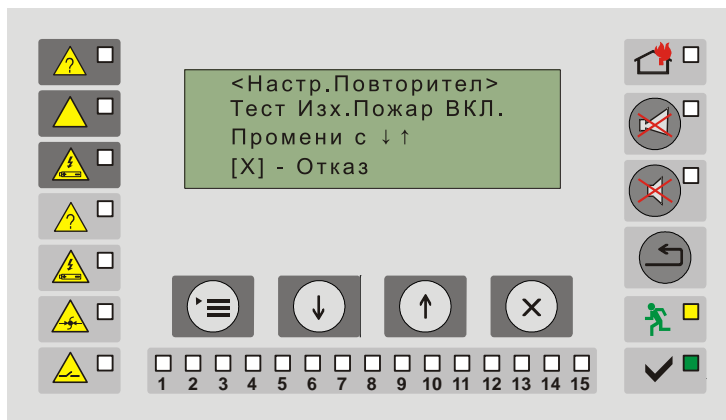 <Настр.Повторител>
Тест Изх.Пожар ВКЛ.
Промени с ↓↑
[X] - Отказ
1 2 3 4 5 6 7 8 9 10 11 12 13 14 15